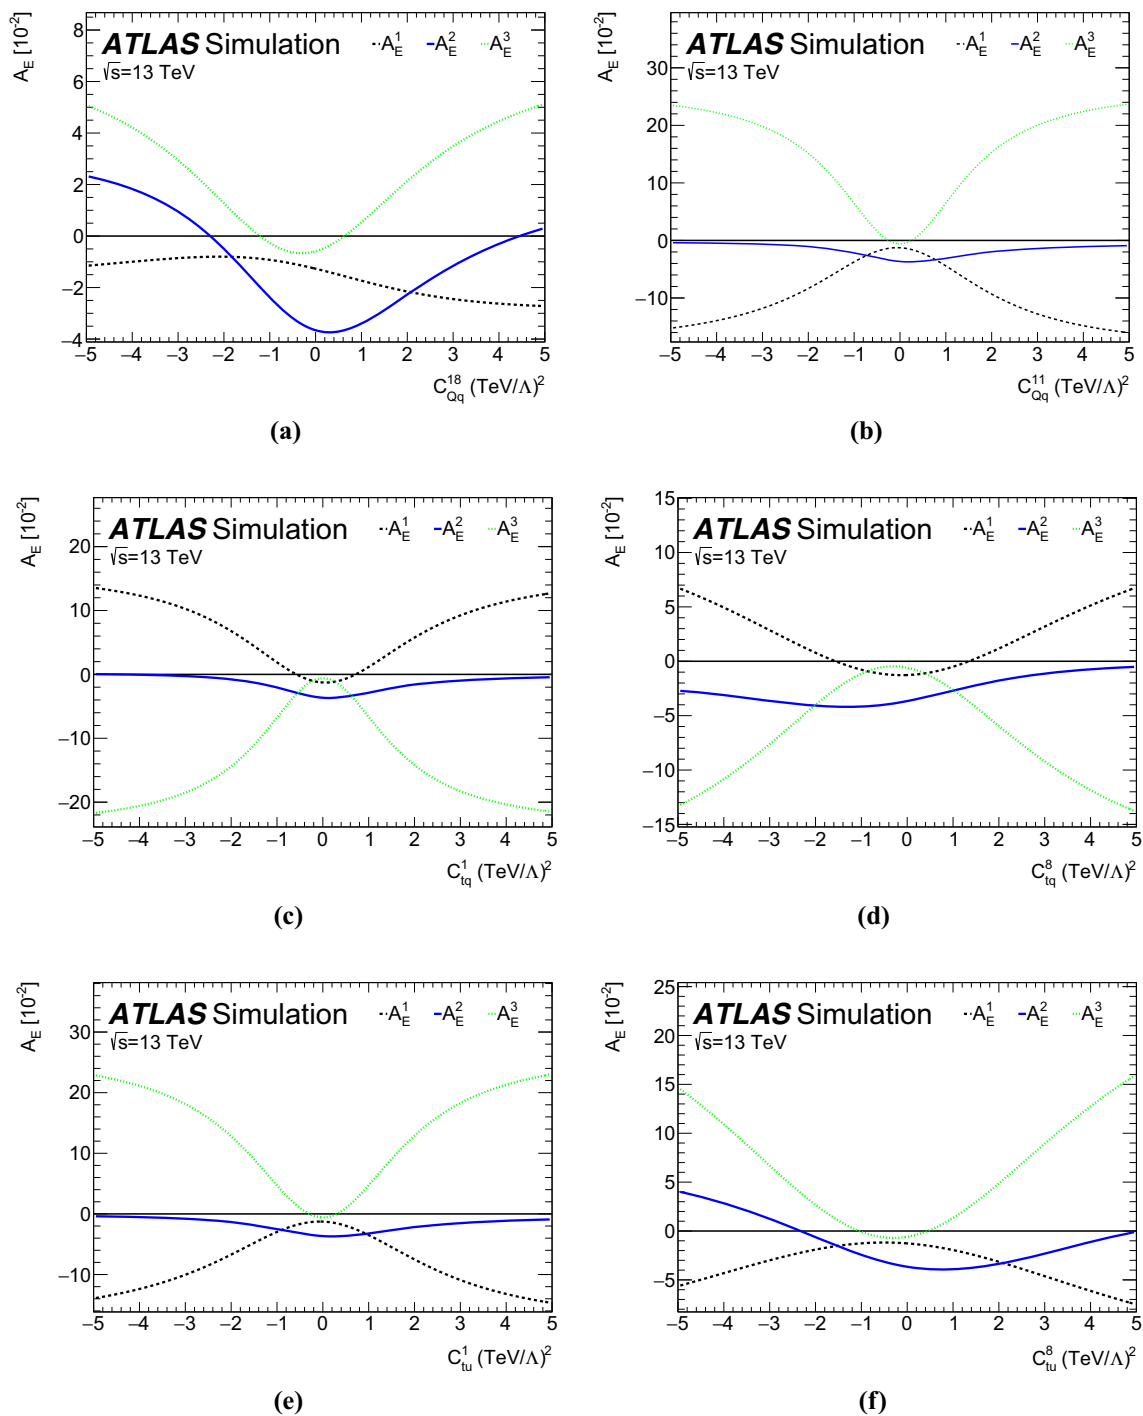 A_E [10^-2]
ATLAS Simulation
√s=13 TeV
A_E^1 A_E^2 A_E^3
8
6
4
2
0
−2
−4
−5 −4 −3 −2 −1 0 1 2 3 4 5
C_Qq^18 (TeV/Λ)^2
(a)
A_E [10^-2]
ATLAS Simulation
√s=13 TeV
A_E^1 A_E^2 A_E^3
30
20
10
0
−10
−5 −4 −3 −2 −1 0 1 2 3 4 5
C_Qq^11 (TeV/Λ)^2
(b)
A_E [10^-2]
ATLAS Simulation
√s=13 TeV
A_E^1 A_E^2 A_E^3
20
10
0
−10
−20
−5 −4 −3 −2 −1 0 1 2 3 4 5
C_tq^1 (TeV/Λ)^2
(c)
A_E [10^-2]
ATLAS Simulation
√s=13 TeV
A_E^1 A_E^2 A_E^3
15
10
5
0
−5
−10
−15
−5 −4 −3 −2 −1 0 1 2 3 4 5
C_tq^8 (TeV/Λ)^2
(d)
A_E [10^-2]
ATLAS Simulation
√s=13 TeV
A_E^1 A_E^2 A_E^3
30
20
10
0
−10
−5 −4 −3 −2 −1 0 1 2 3 4 5
C_tu^1 (TeV/Λ)^2
(e)
A_E [10^-2]
ATLAS Simulation
√s=13 TeV
A_E^1 A_E^2 A_E^3
25
20
15
10
5
0
−5
−5 −4 −3 −2 −1 0 1 2 3 4 5
C_tu^8 (TeV/Λ)^2
(f)